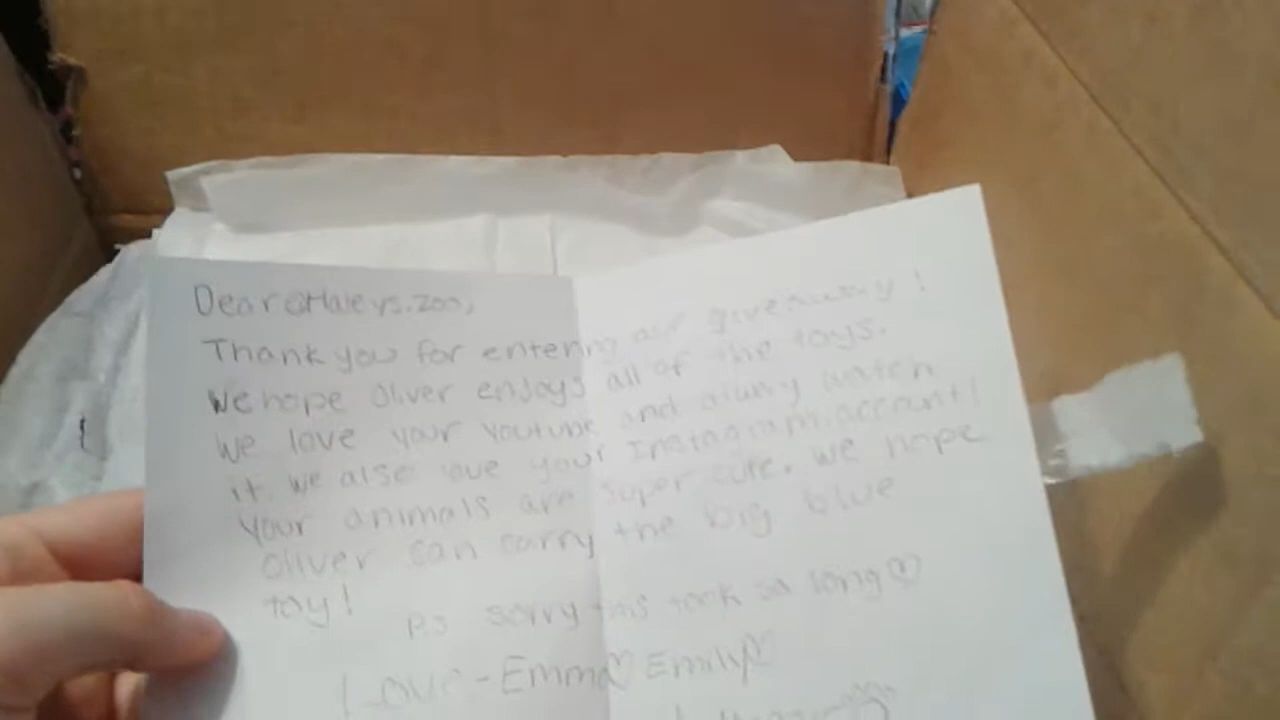 Dear @Haleys.zoo,
Thank you for entering our giveaway!
We hope Oliver enjoys all of the toys.
We love your youtube and alawy watch
it. we also love your Instagram account!
Your animals are super cute. we hope
Oliver can carry the big blue
toy!
P.S sorry this took so long♡
Love-Emma♡ Emily♡